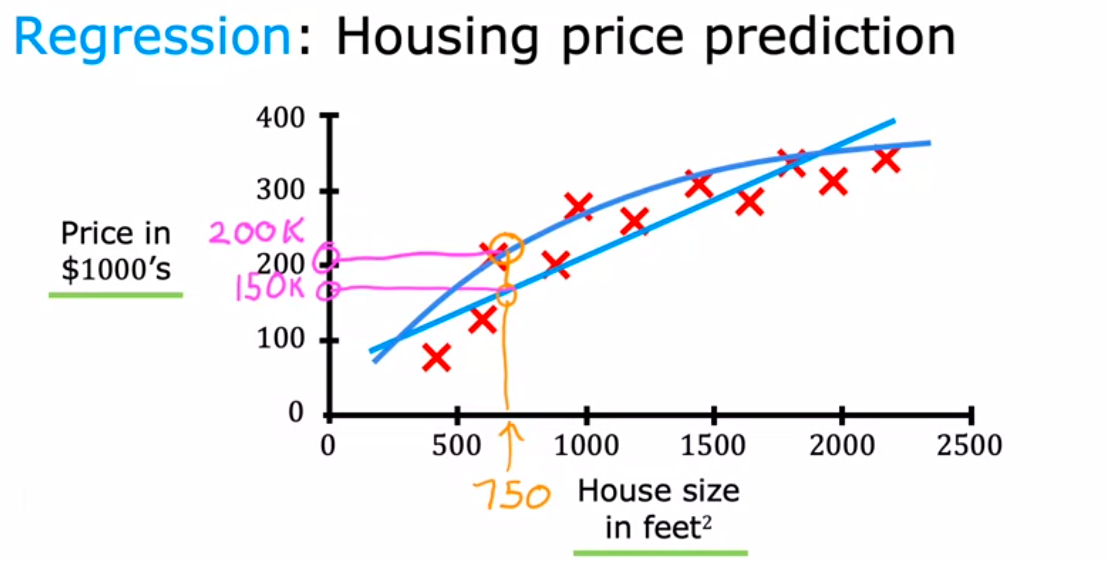 Regression: Housing price prediction
400
300
Price in
$1000's
200K
200
150K
100
0
0 500 1000 1500 2000 2500
750
House size
in feet²